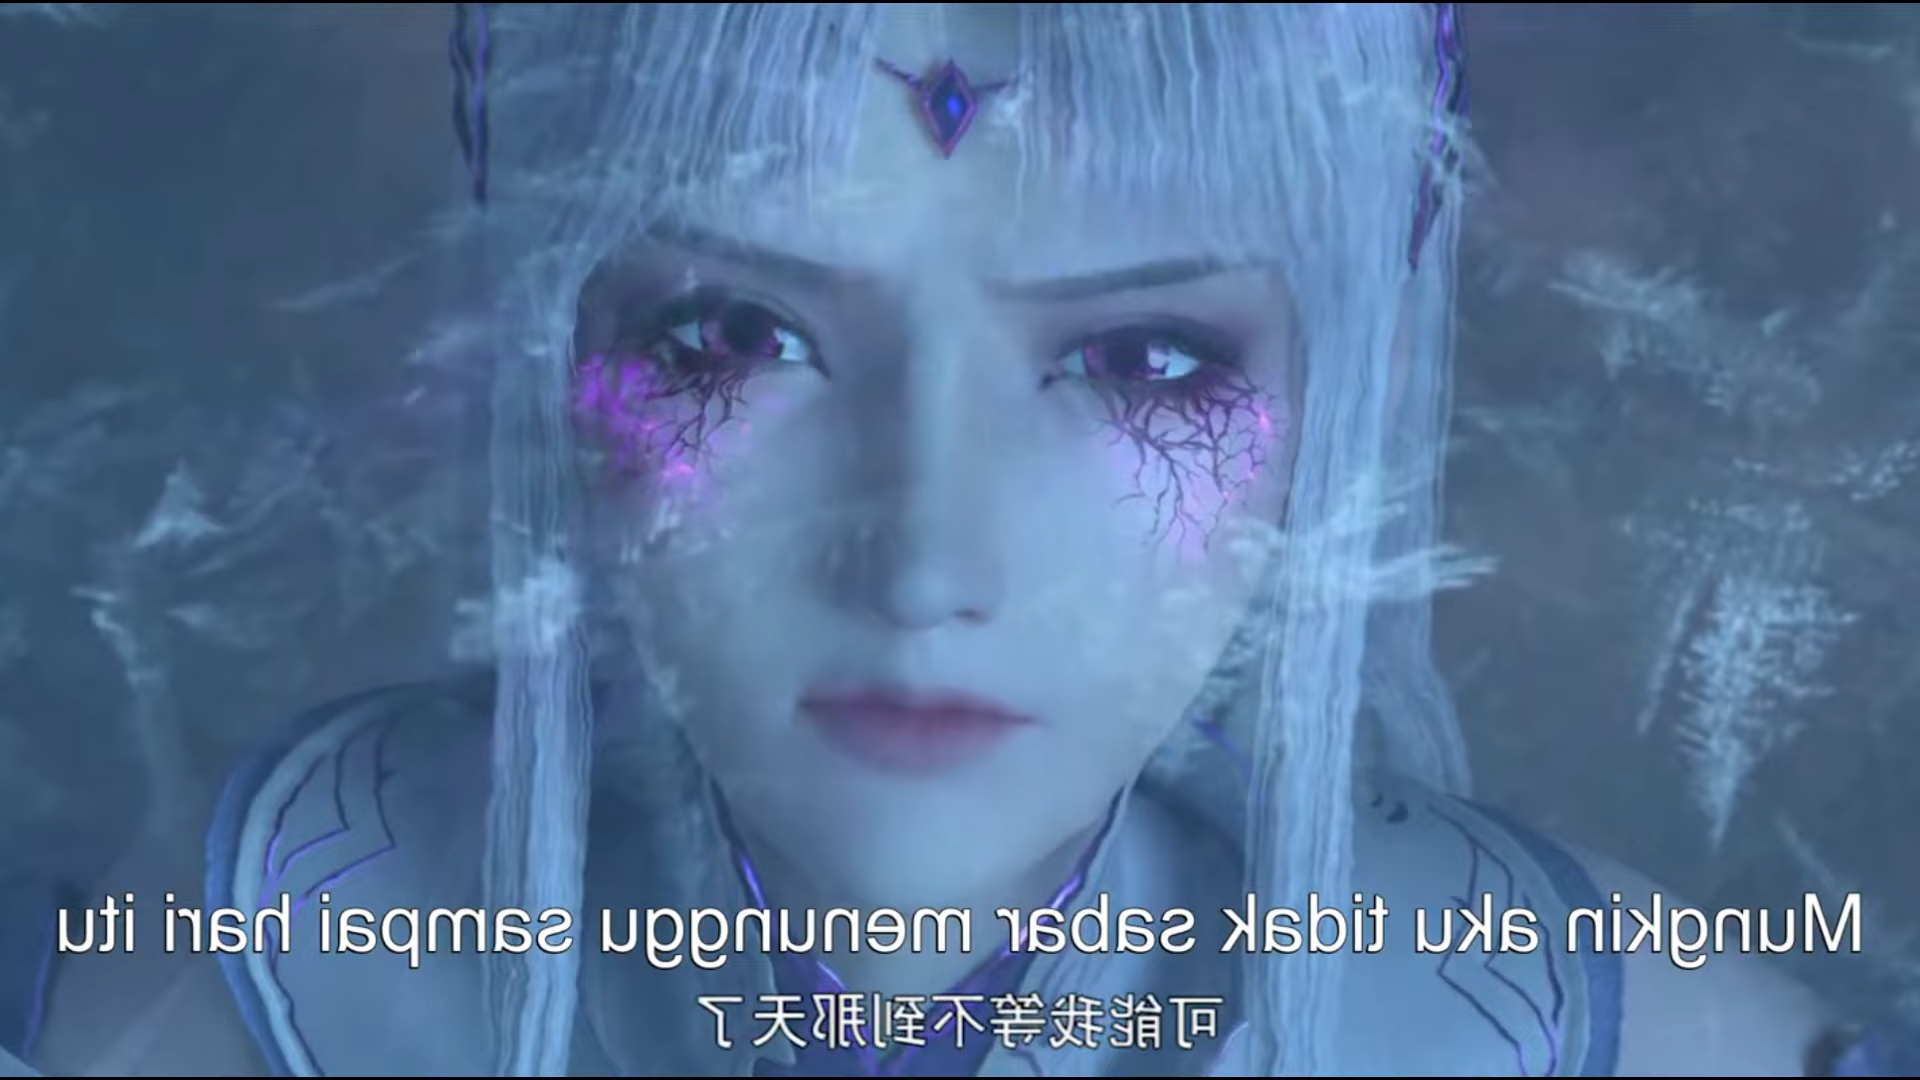 Mungkin aku tidak sabar menunggu sampai hari itu
可能我等不到那天了